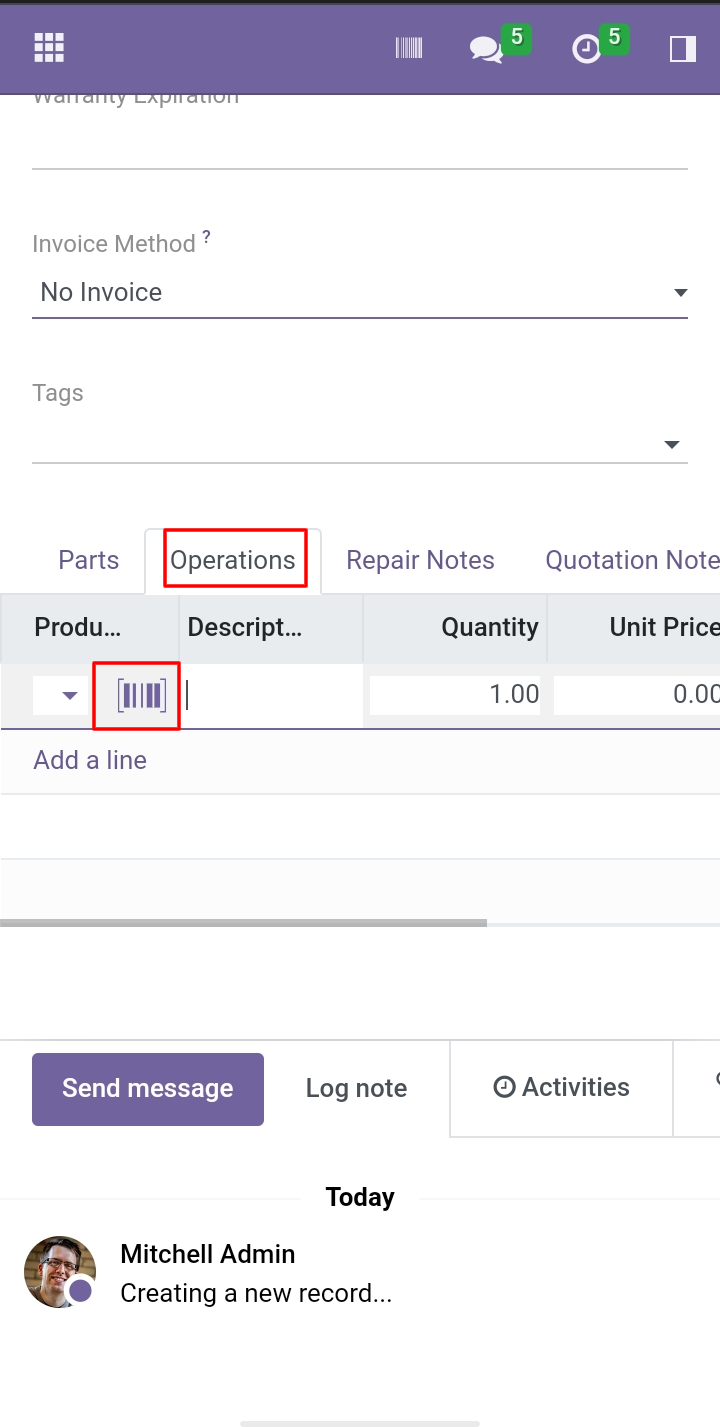 5 5
Warranty Expiration
Invoice Method ?
No Invoice
Tags
Parts Operations Repair Notes Quotation Note
Produ... Descript... Quantity Unit Price
1.00 0.00
Add a line
Send message Log note Activities
Today
Mitchell Admin
Creating a new record...